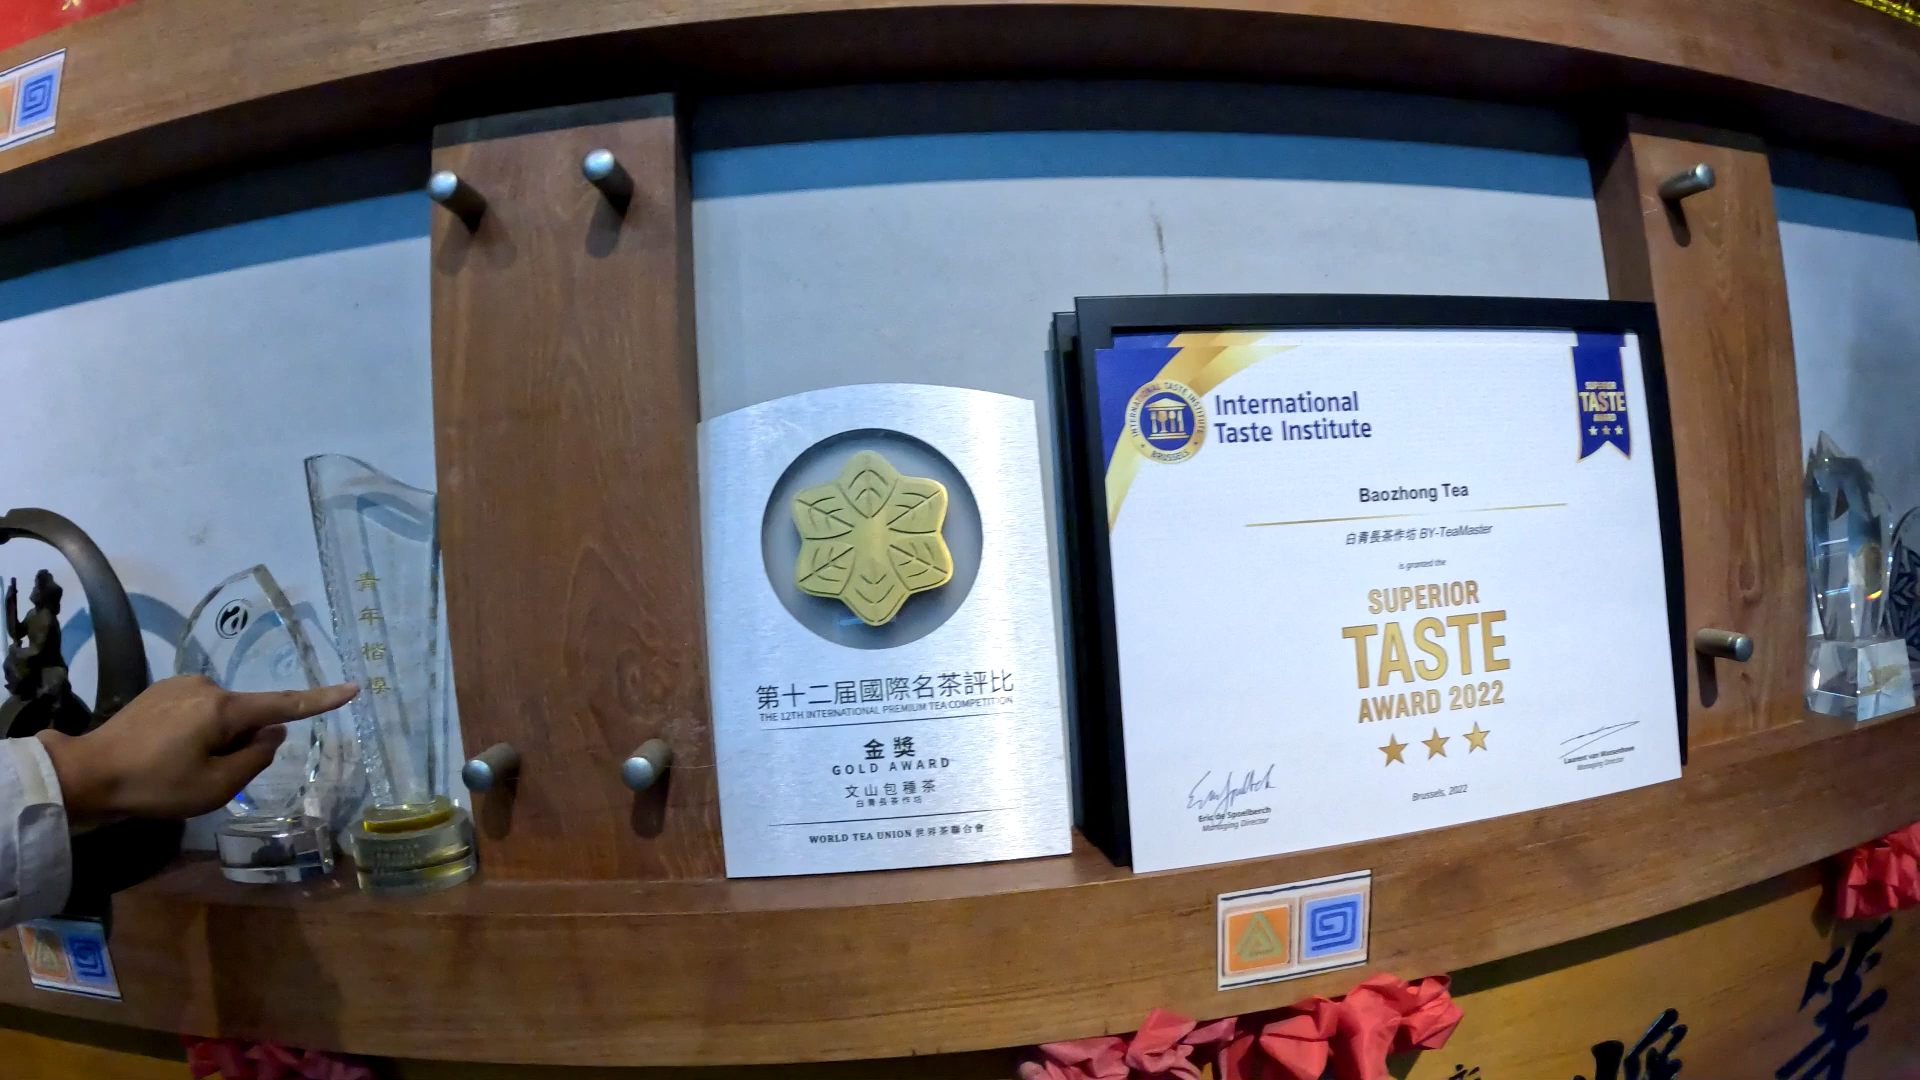 青年楷模
第十二屆國際名茶評比
THE 12TH INTERNATIONAL PREMIUM TEA COMPETITION
金獎
GOLD AWARD
文山包種茶
白青長茶作坊
WORLD TEA UNION 世界茶聯合會
INTERNATIONAL TASTE INSTITUTE
BRUSSELS
International
Taste Institute
SUPERIOR
TASTE
AWARD
Baozhong Tea
白青長茶作坊 BY-TeaMaster
is granted the
SUPERIOR
TASTE
AWARD 2022
Eric de Spoelberch
Managing Director
Brussels, 2022
Managing Director
等